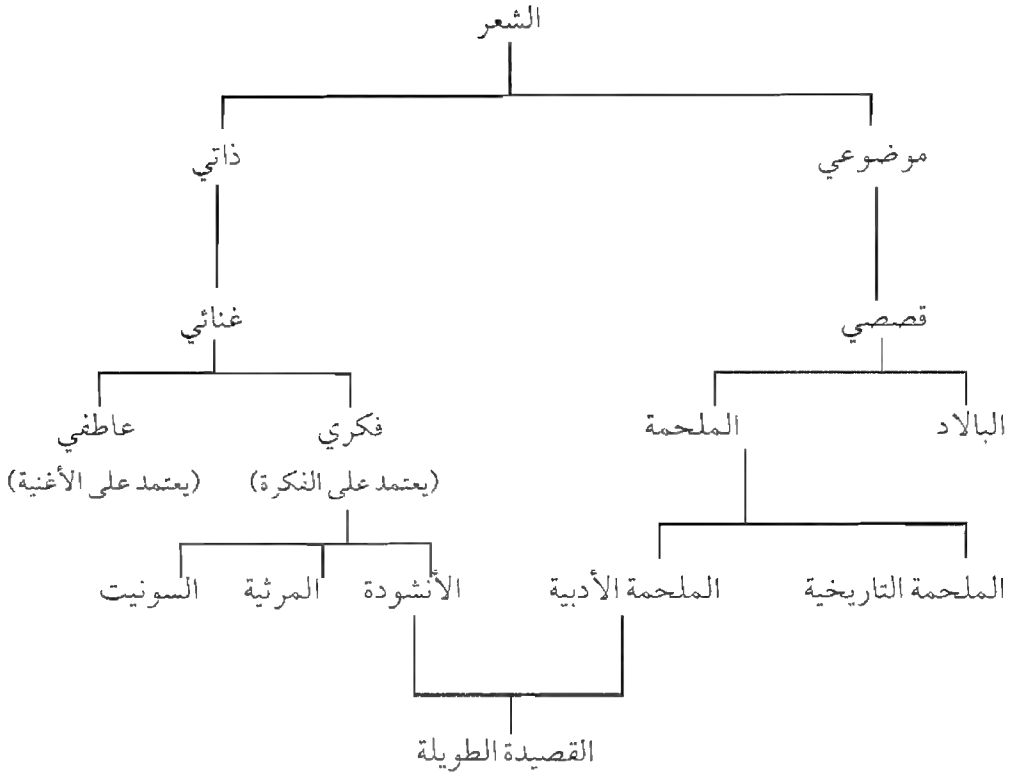 الشعر
موضوعي
ذاتي
قصصي
غنائي
البالاد
الملحمة
فكري
عاطفي
(يعتمد على الفكرة)
(يعتمد على الأغنية)
الملحمة التاريخية
الملحمة الأدبية
الأنشودة
المرثية
السونيت
القصيدة الطويلة